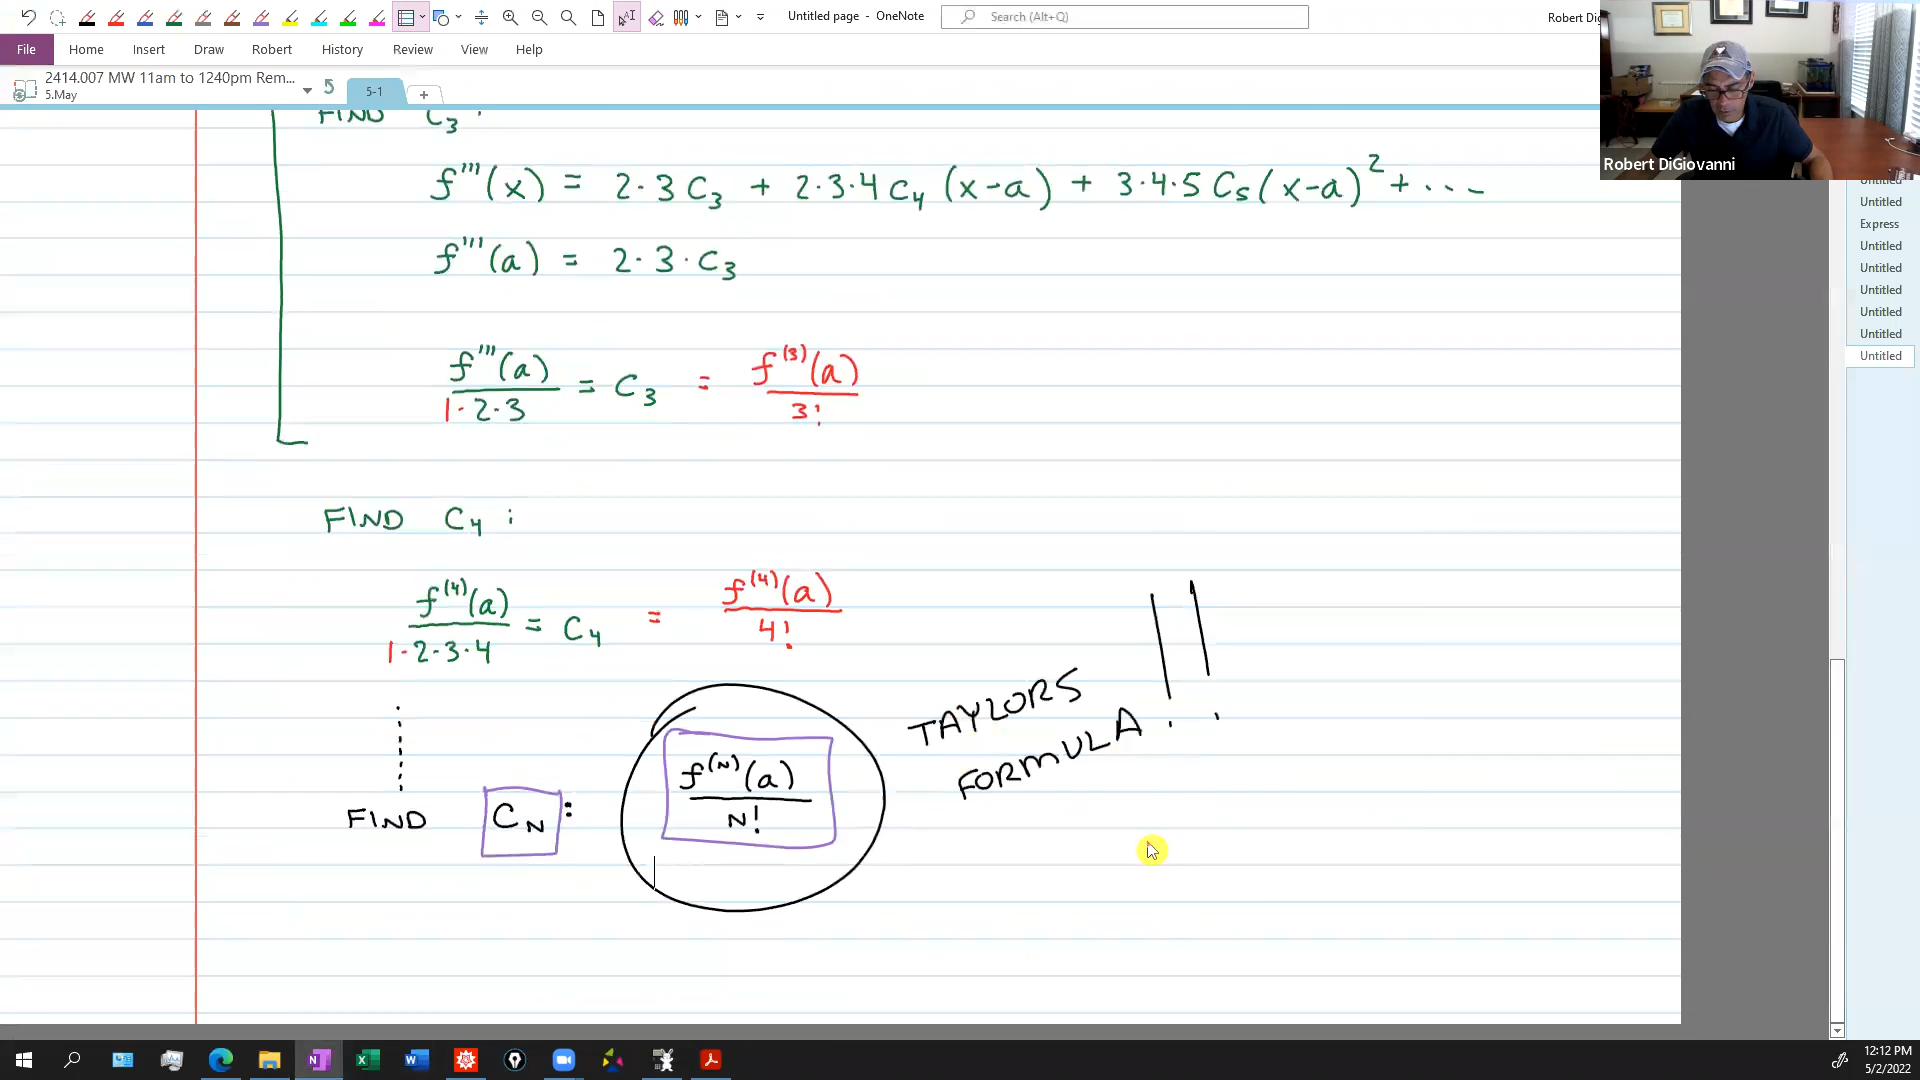 Untitled page - OneNote
Search (Alt+Q)
Robert Di
File Home Insert Draw Robert History Review View Help
2414.007 MW 11am to 1240pm Rem...
5.May
5-1
Robert DiGiovanni
Untitled
Untitled
Express
Untitled
Untitled
Untitled
Untitled
Untitled
Untitled
FIND C₃ :
f'''(x) = 2·3 C₃ + 2·3·4 C₄ (x-a) + 3·4·5 C₅ (x-a)² + ...
f'''(a) = 2·3·C₃
f'''(a)/1·2·3 = C₃ = f⁽³⁾(a)/3!
FIND C₄ :
f⁽⁴⁾(a)/1·2·3·4 = C₄ = f⁽⁴⁾(a)/4!
TAYLORS
FORMULA !!
FIND C_N : f^(N)(a)/N!
12:12 PM
5/2/2022